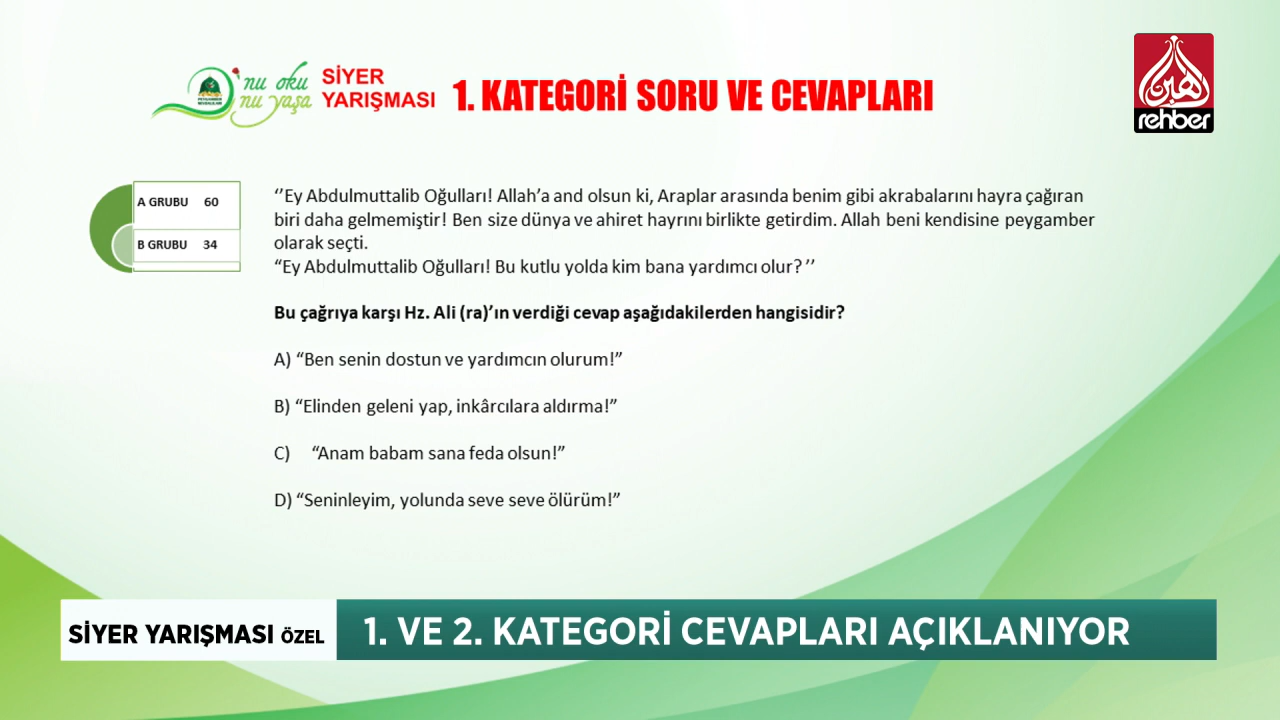 nu oku
nu yaşa
SİYER
YARIŞMASI
1. KATEGORİ SORU VE CEVAPLARI
رهبر
rehber
A GRUBU 60
B GRUBU 34
‘’Ey Abdulmuttalib Oğulları! Allah’a and olsun ki, Araplar arasında benim gibi akrabalarını hayra çağıran
biri daha gelmemiştir! Ben size dünya ve ahiret hayrını birlikte getirdim. Allah beni kendisine peygamber
olarak seçti.
“Ey Abdulmuttalib Oğulları! Bu kutlu yolda kim bana yardımcı olur? ’’
Bu çağrıya karşı Hz. Ali (ra)’ın verdiği cevap aşağıdakilerden hangisidir?
A) “Ben senin dostun ve yardımcın olurum!”
B) “Elinden geleni yap, inkârcılara aldırma!”
C) “Anam babam sana feda olsun!”
D) “Seninleyim, yolunda seve seve ölürüm!”
SİYER YARIŞMASI ÖZEL
1. VE 2. KATEGORİ CEVAPLARI AÇIKLANIYOR